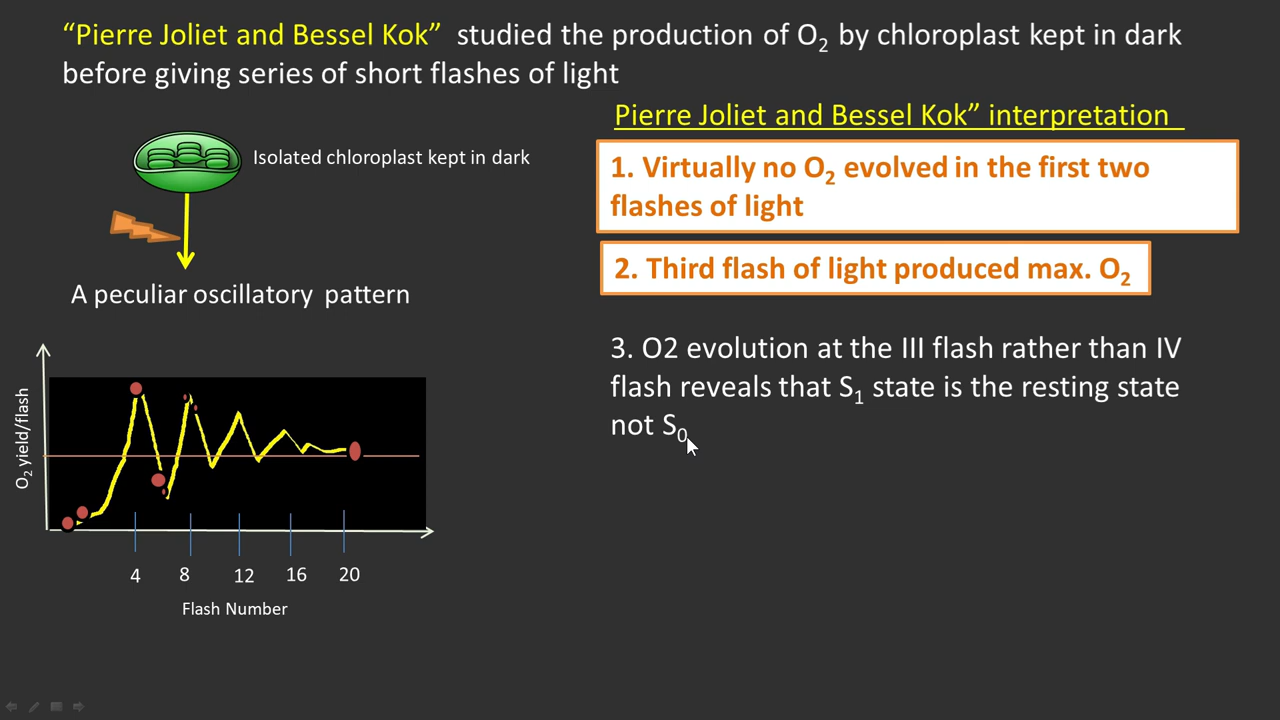 “Pierre Joliet and Bessel Kok” studied the production of O₂ by chloroplast kept in dark
before giving series of short flashes of light
Pierre Joliet and Bessel Kok” interpretation
Isolated chloroplast kept in dark
1. Virtually no O₂ evolved in the first two
flashes of light
2. Third flash of light produced max. O₂
A peculiar oscillatory pattern
3. O2 evolution at the III flash rather than IV
flash reveals that S₁ state is the resting state
not S₀
O₂ yield/flash
4 8 12 16 20
Flash Number